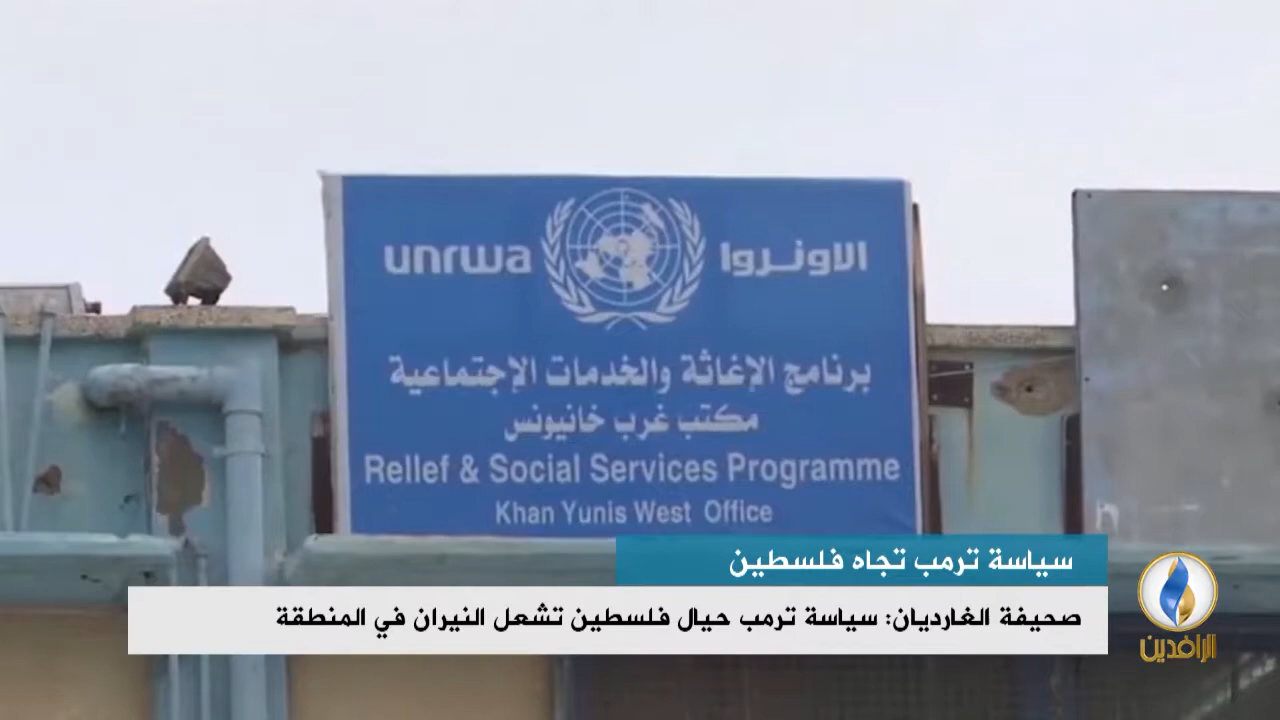 unrwa الاونروا
برنامج الإغاثة والخدمات الإجتماعية
مكتب غرب خانيونس
Relief & Social Services Programme
Khan Yunis West Office
سياسة ترمب تجاه فلسطين
صحيفة الغارديان: سياسة ترمب حيال فلسطين تشعل النيران في المنطقة
الرافدين